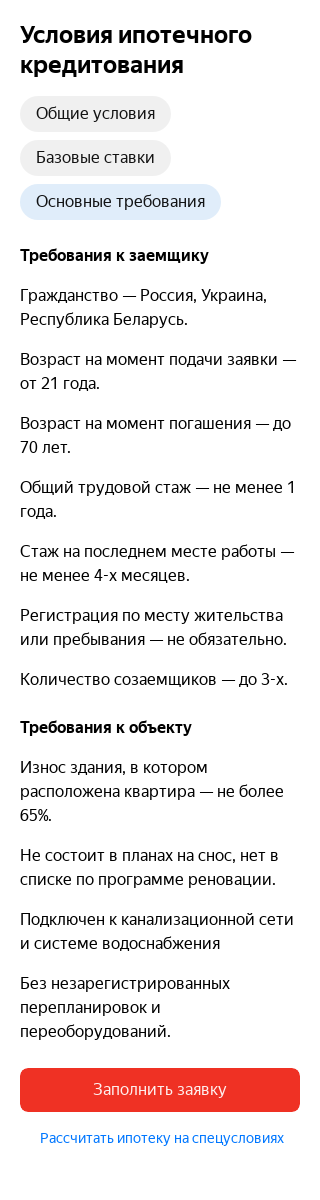 Условия ипотечного
кредитования
Общие условия
Базовые ставки
Основные требования
Требования к заемщику
Гражданство — Россия, Украина,
Республика Беларусь.
Возраст на момент подачи заявки —
от 21 года.
Возраст на момент погашения — до
70 лет.
Общий трудовой стаж — не менее 1
года.
Стаж на последнем месте работы —
не менее 4-х месяцев.
Регистрация по месту жительства
или пребывания — не обязательно.
Количество созаемщиков — до 3-х.
Требования к объекту
Износ здания, в котором
расположена квартира — не более
65%.
Не состоит в планах на снос, нет в
списке по программе реновации.
Подключен к канализационной сети
и системе водоснабжения
Без незарегистрированных
перепланировок и
переоборудований.
Заполнить заявку
Рассчитать ипотеку на спецусловиях